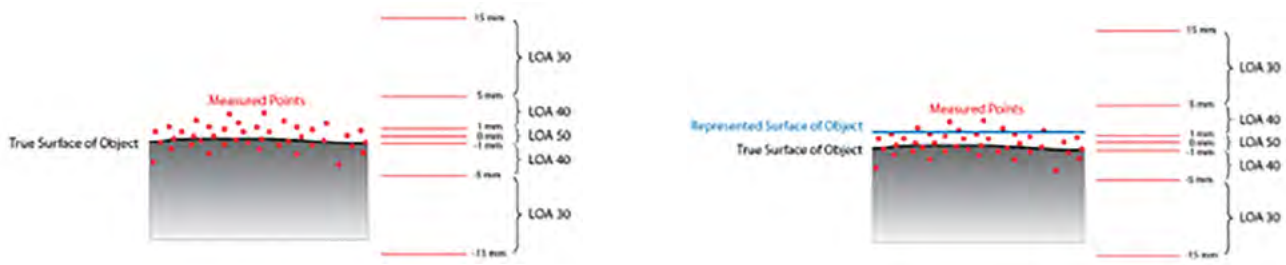 15 mm
LOA 30
5 mm
Measured Points
LOA 40
1 mm
0 mm
LOA 50
True Surface of Object
-1 mm
LOA 40
-5 mm
LOA 30
-15 mm
15 mm
LOA 30
5 mm
Measured Points
LOA 40
Represented Surface of Object
1 mm
0 mm
LOA 50
True Surface of Object
-1 mm
LOA 40
-5 mm
LOA 30
-15 mm